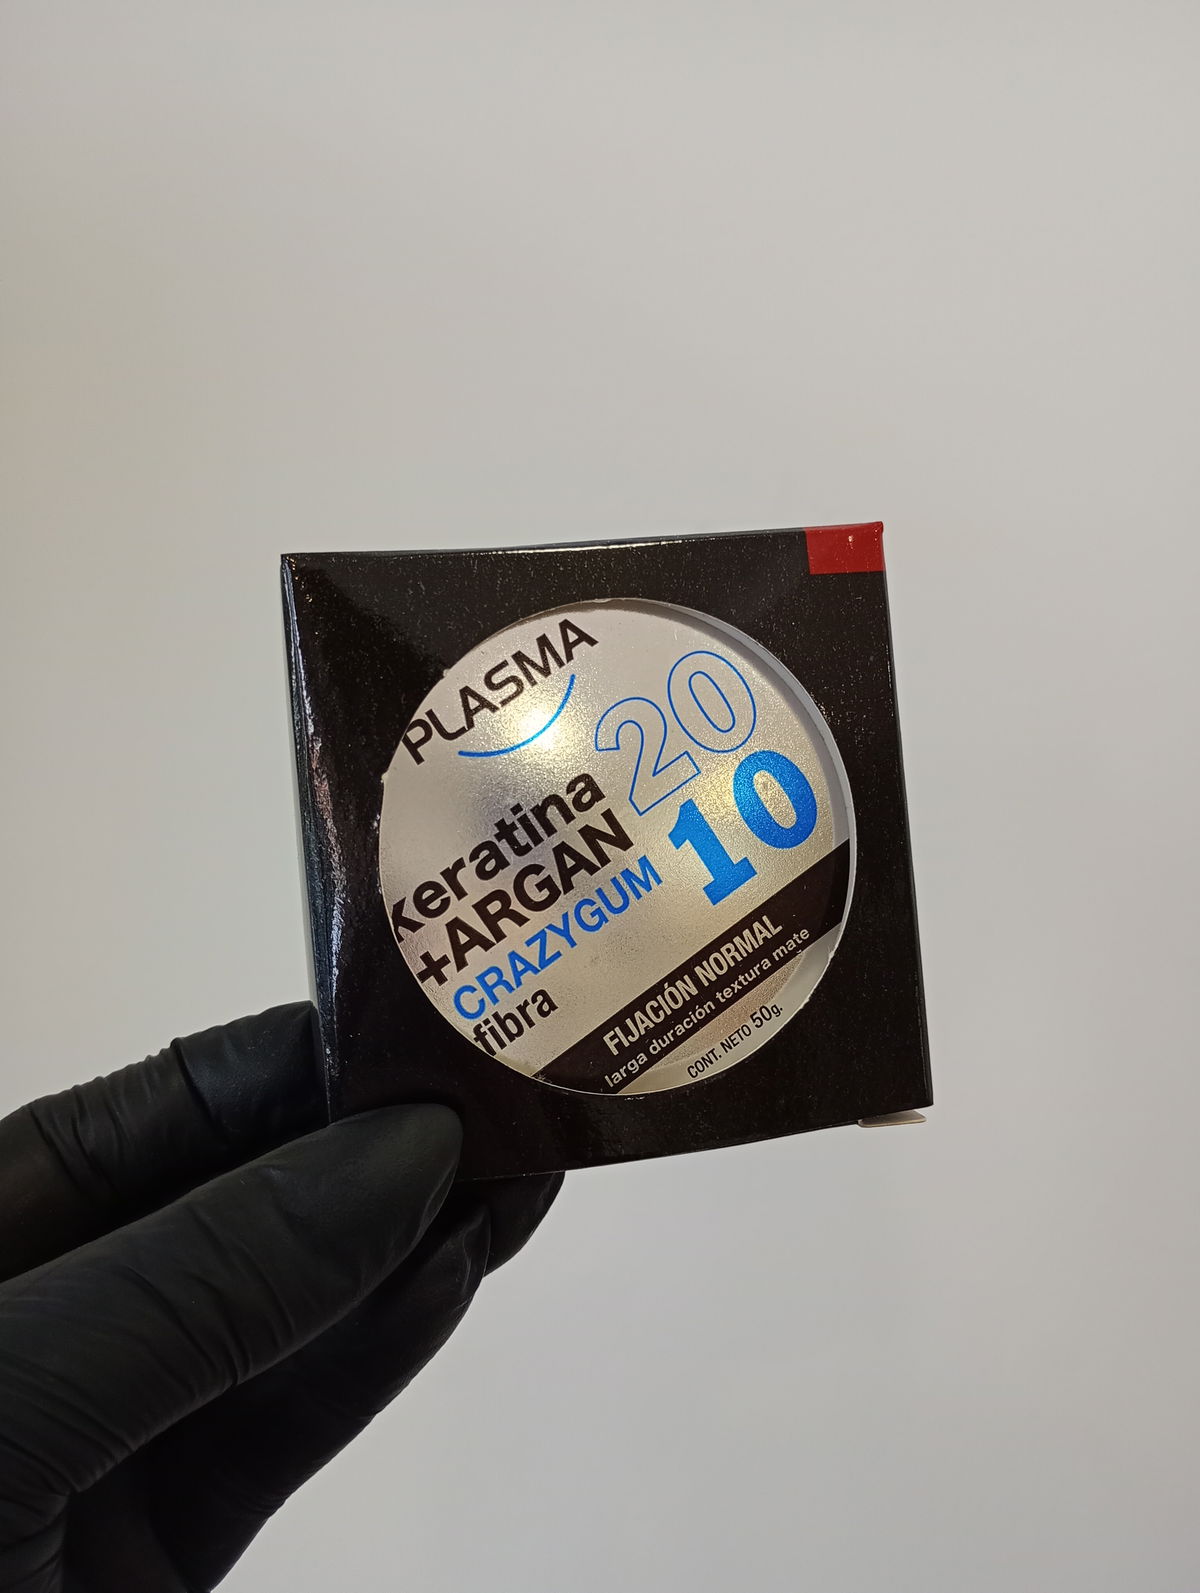 PLASMA
20
10
keratina
+ARGAN
CRAZYGUM
fibra
FIJACIÓN NORMAL
larga duración textura mate
CONT. NETO 50g.